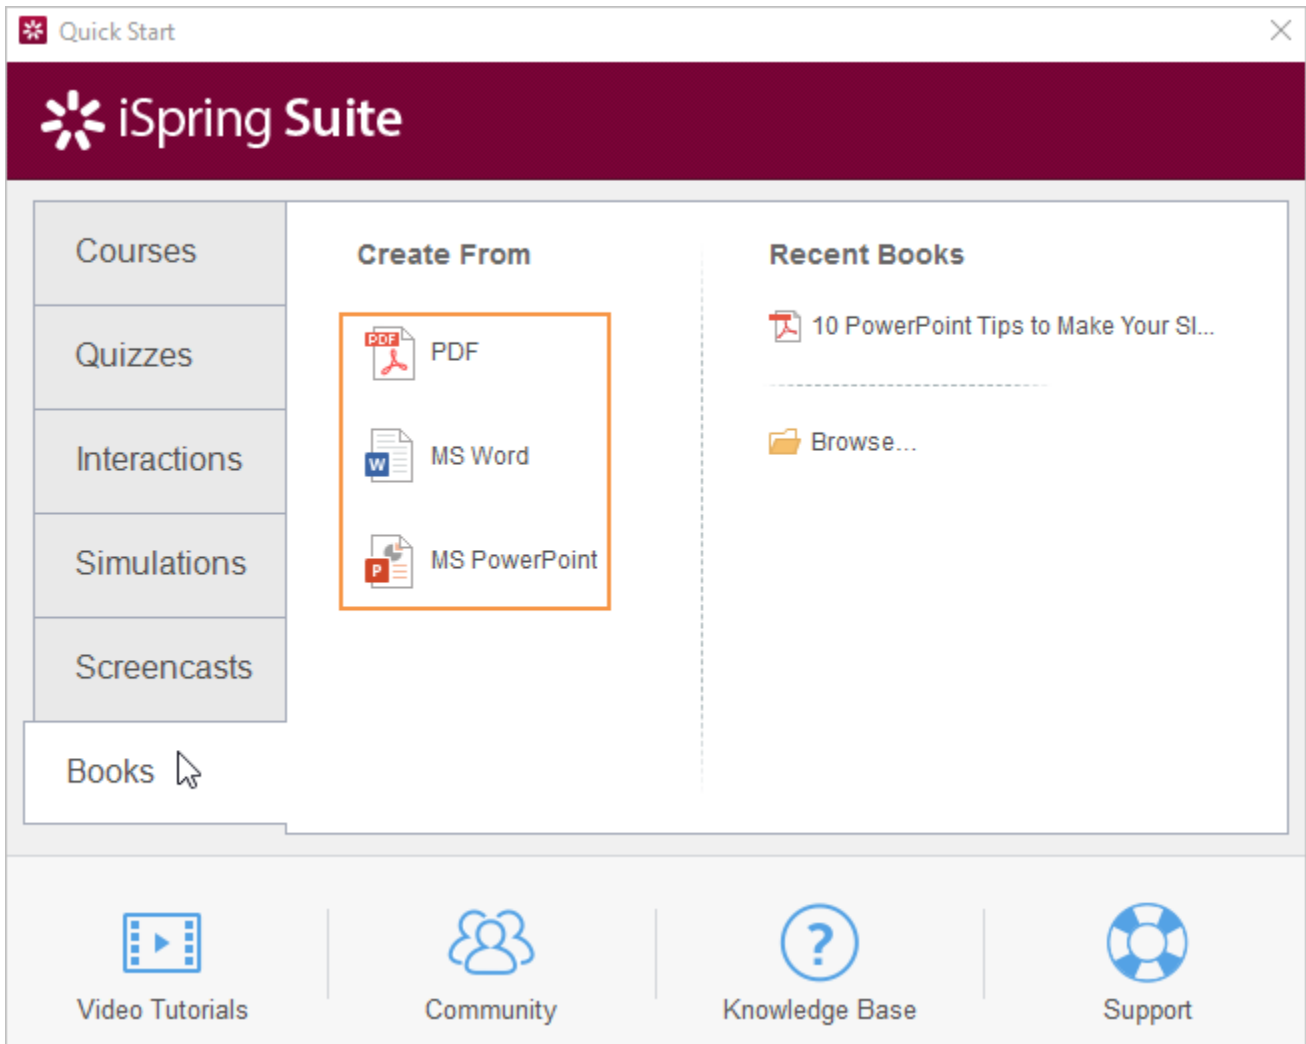 Quick Start
iSpring Suite
Courses
Quizzes
Interactions
Simulations
Screencasts
Books
Create From
PDF
PDF
MS Word
W
MS PowerPoint
P
Recent Books
10 PowerPoint Tips to Make Your Sl...
Browse...
Video Tutorials
Community
?
Knowledge Base
Support